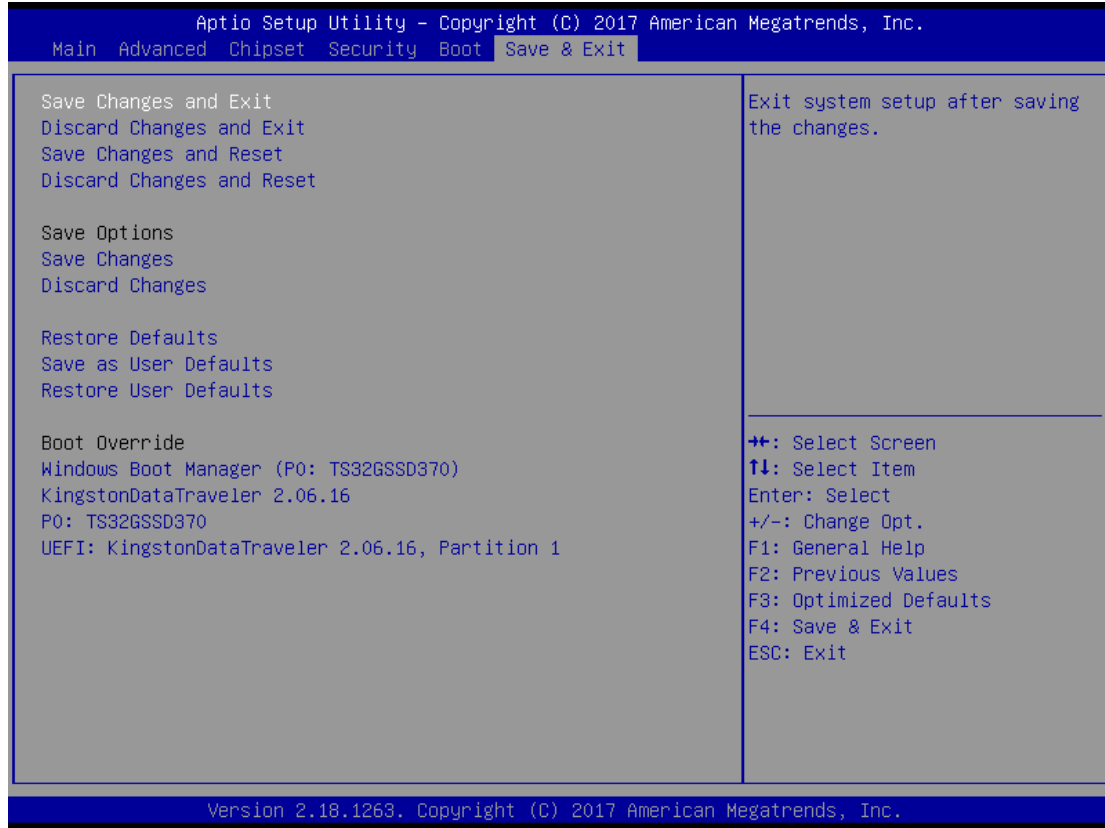 Aptio Setup Utility – Copyright (C) 2017 American Megatrends, Inc.
Main Advanced Chipset Security Boot Save & Exit
Save Changes and Exit
Discard Changes and Exit
Save Changes and Reset
Discard Changes and Reset
Save Options
Save Changes
Discard Changes
Restore Defaults
Save as User Defaults
Restore User Defaults
Boot Override
Windows Boot Manager (P0: TS32GSSD370)
KingstonDataTraveler 2.06.16
P0: TS32GSSD370
UEFI: KingstonDataTraveler 2.06.16, Partition 1
Exit system setup after saving
the changes.
→←: Select Screen
↑↓: Select Item
Enter: Select
+/-: Change Opt.
F1: General Help
F2: Previous Values
F3: Optimized Defaults
F4: Save & Exit
ESC: Exit
Version 2.18.1263. Copyright (C) 2017 American Megatrends, Inc.